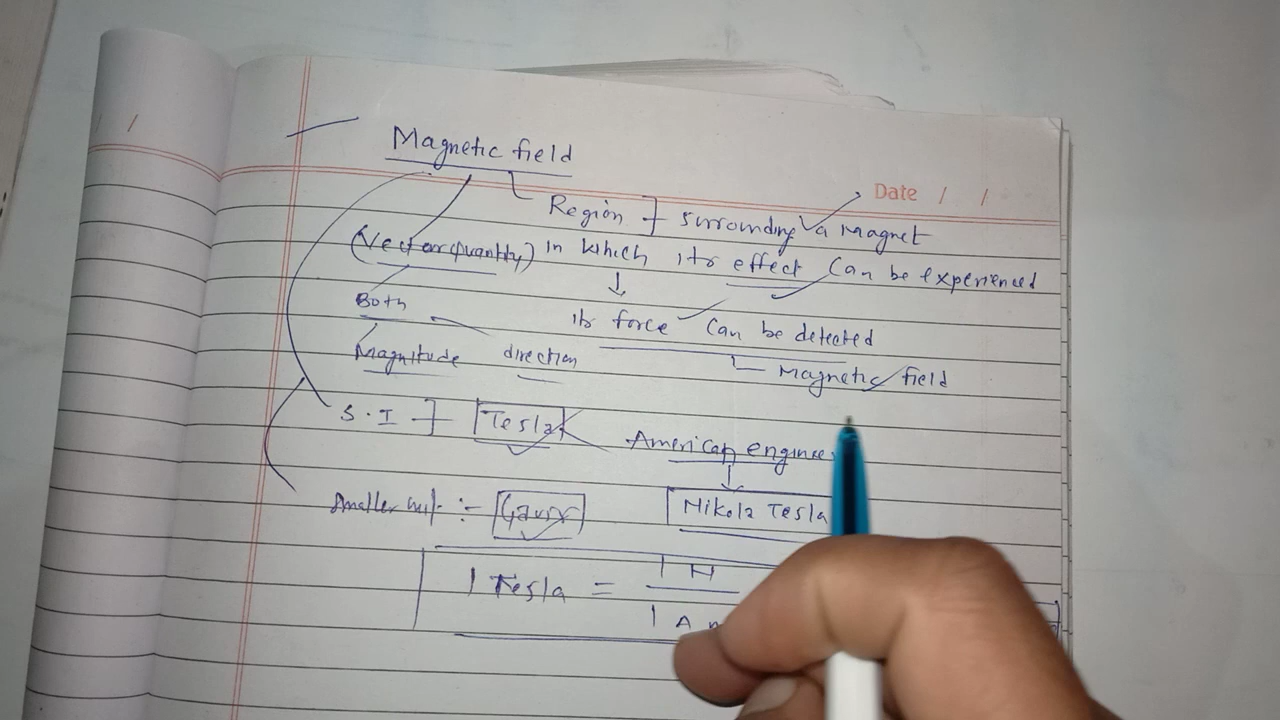 Magnetic field
Date / /
Region } surrounding a magnet
(Vector quantity) in which its effect can be experienced
Both its force can be detected
Magnitude direction Magnetic field
S.I } Tesla American enginee
Smaller unit :- Gauss Nikola Tesla
1 Tesla = 1 N
1 A m